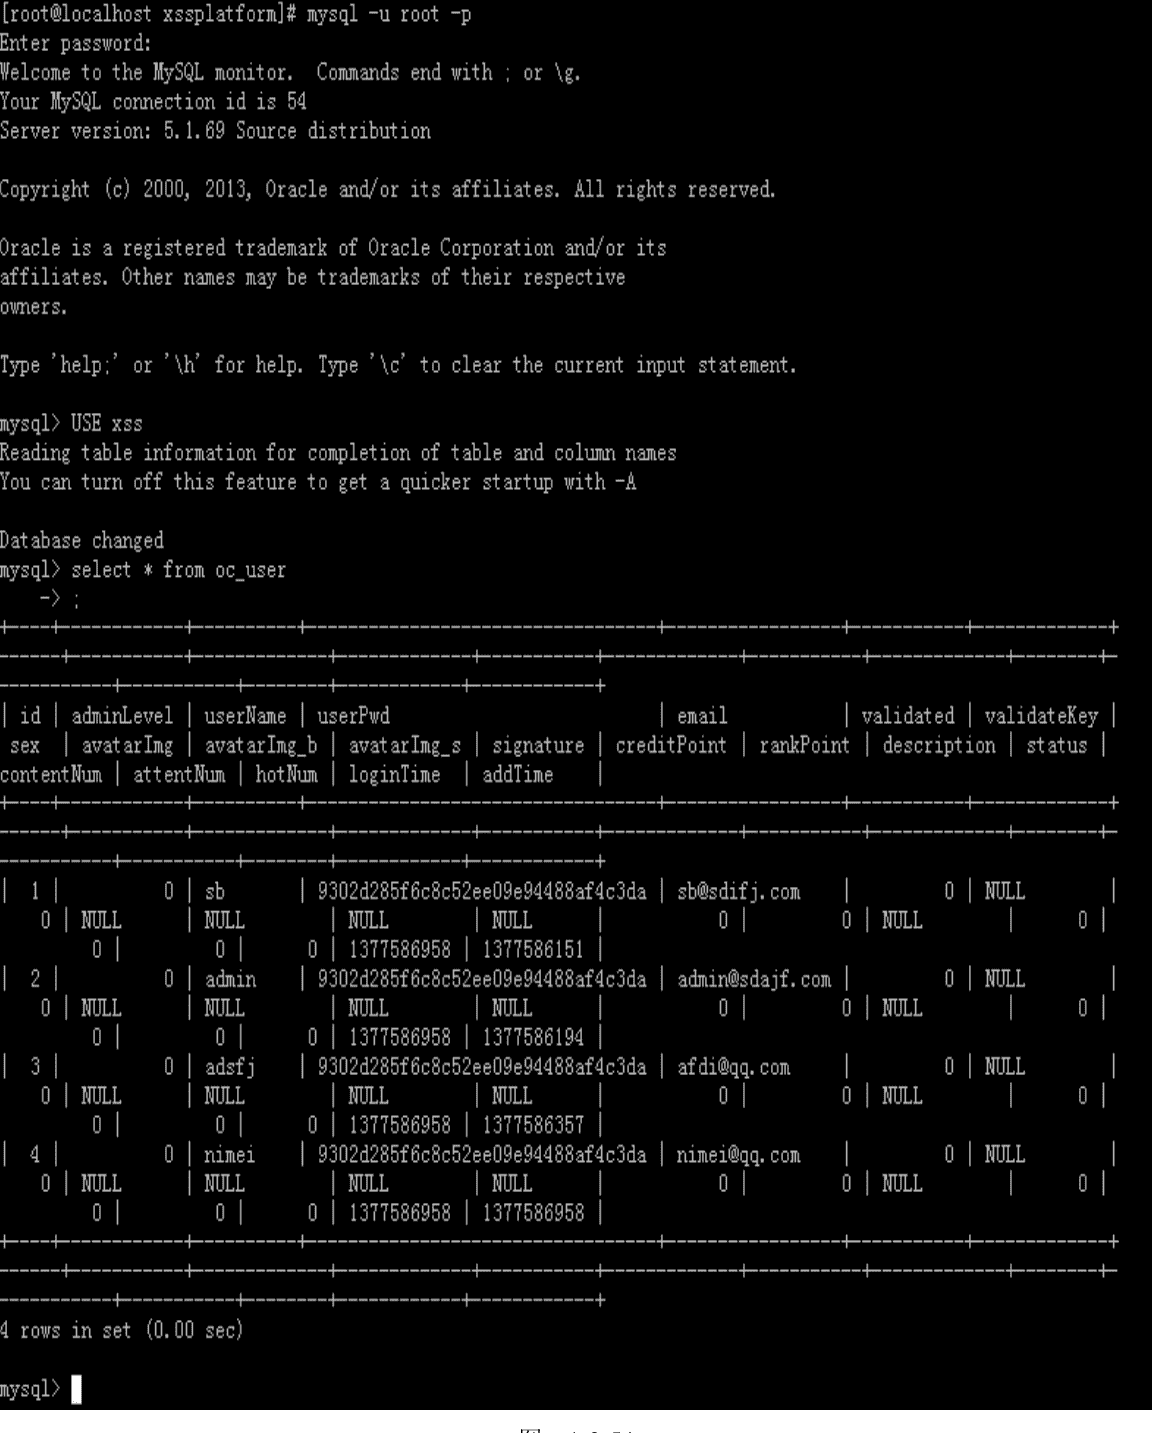 [root@localhost xssplatform]# mysql -u root -p
Enter password:
Welcome to the MySQL monitor.  Commands end with ; or \g.
Your MySQL connection id is 54
Server version: 5.1.69 Source distribution
Copyright (c) 2000, 2013, Oracle and/or its affiliates. All rights reserved.
Oracle is a registered trademark of Oracle Corporation and/or its
affiliates. Other names may be trademarks of their respective
owners.
Type 'help;' or '\h' for help. Type '\c' to clear the current input statement.
mysql> USE xss
Reading table information for completion of table and column names
You can turn off this feature to get a quicker startup with -A
Database changed
mysql> select * from oc_user
    -> ;
| id | adminLevel | userName | userPwd | email | validated | validateKey |
sex | avatarImg | avatarImg_b | avatarImg_s | signature | creditPoint | rankPoint | description | status |
contentNum | attentNum | hotNum | loginTime | addTime |
| 1 | 0 | sb | 9302d285f6c8c52ee09e94488af4c3da | sb@sdifj.com | 0 | NULL |
0 | NULL | NULL | NULL | NULL | 0 | 0 | NULL | 0 |
0 | 0 | 0 | 1377586958 | 1377586151 |
| 2 | 0 | admin | 9302d285f6c8c52ee09e94488af4c3da | admin@sdajf.com | 0 | NULL |
0 | NULL | NULL | NULL | NULL | 0 | 0 | NULL | 0 |
0 | 0 | 0 | 1377586958 | 1377586194 |
| 3 | 0 | adsfj | 9302d285f6c8c52ee09e94488af4c3da | afdi@qq.com | 0 | NULL |
0 | NULL | NULL | NULL | NULL | 0 | 0 | NULL | 0 |
0 | 0 | 0 | 1377586958 | 1377586357 |
| 4 | 0 | nimei | 9302d285f6c8c52ee09e94488af4c3da | nimei@qq.com | 0 | NULL |
0 | NULL | NULL | NULL | NULL | 0 | 0 | NULL | 0 |
0 | 0 | 0 | 1377586958 | 1377586958 |
4 rows in set (0.00 sec)
mysql>